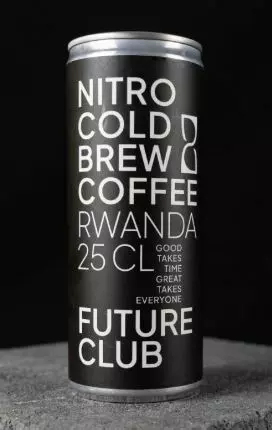 NITRO
COLD
BREW
COFFEE
RWANDA
25 CL
GOOD
TAKES
TIME
GREAT
TAKES
EVERYONE
FUTURE
CLUB